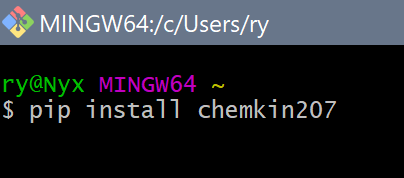 MINGW64:/c/Users/ry
ry@Nyx MINGW64 ~
$ pip install chemkin207